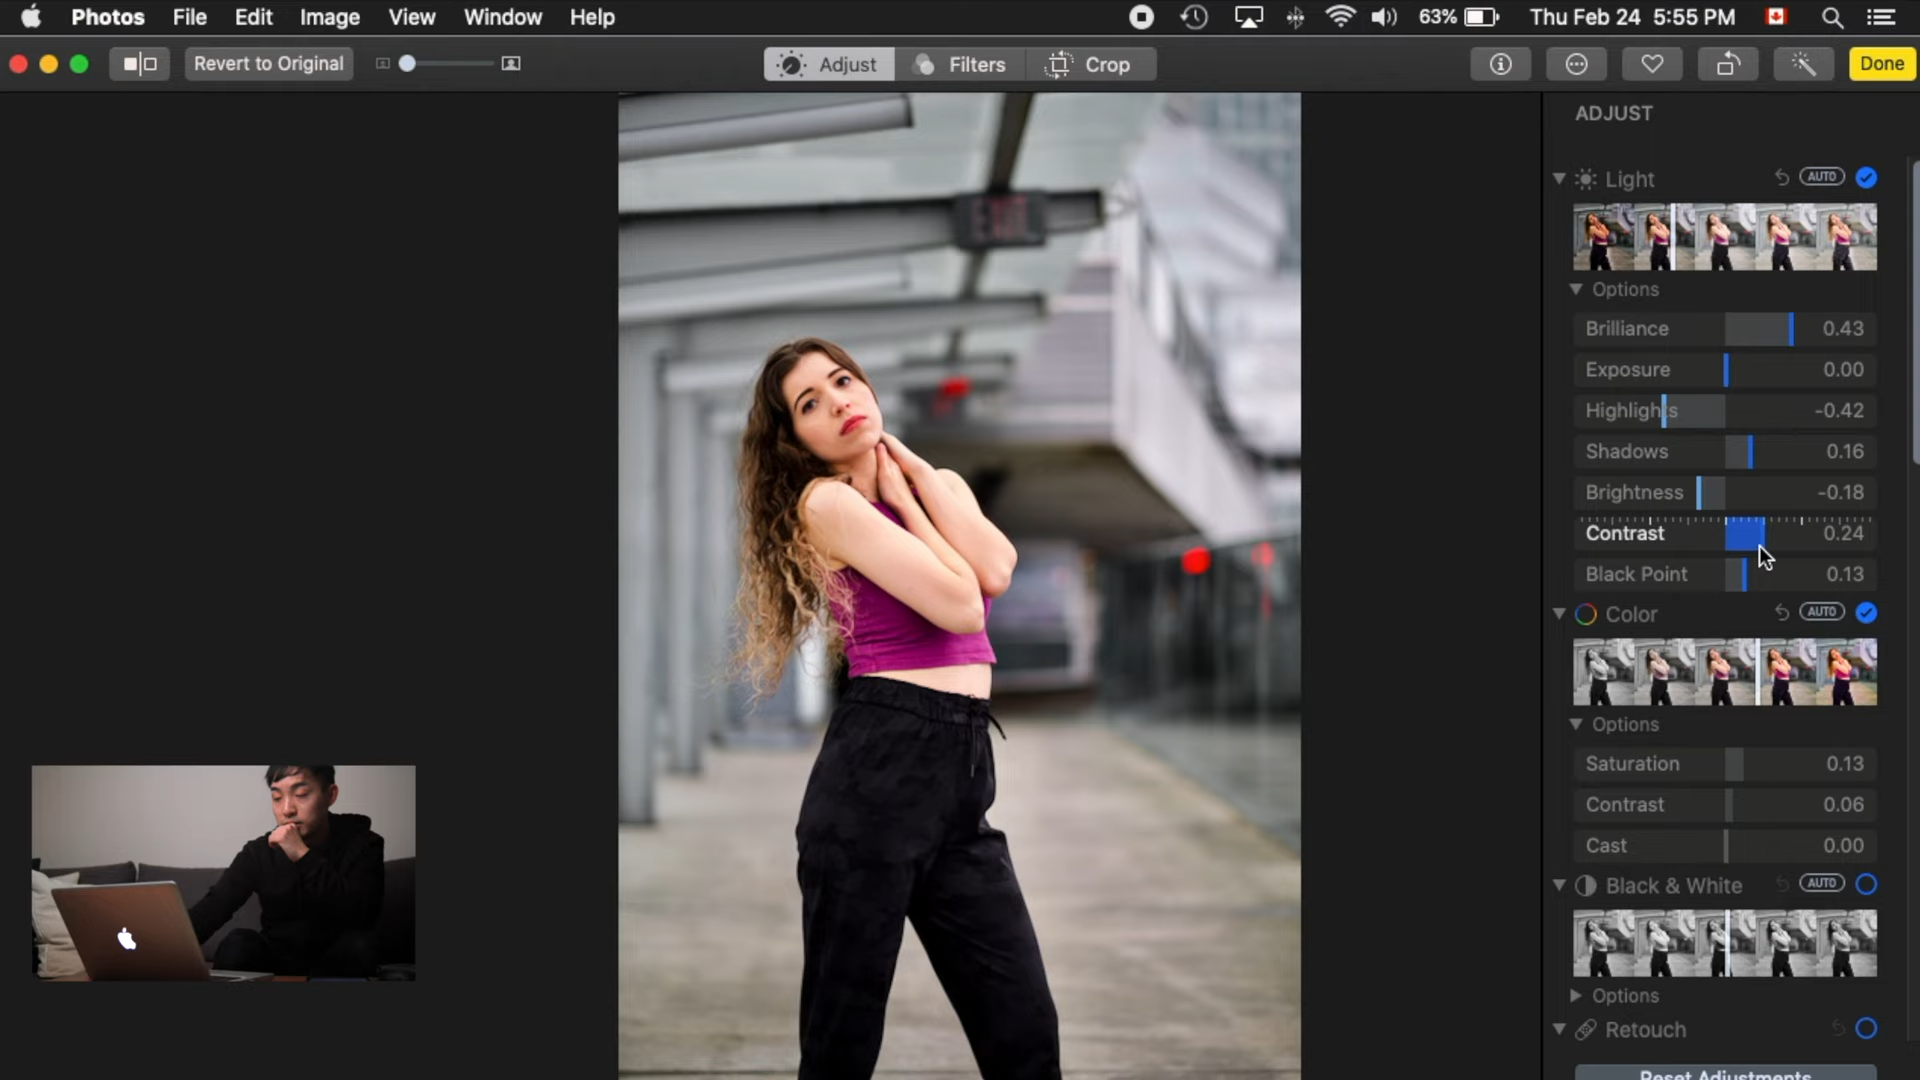 Photos File Edit Image View Window Help 63% Thu Feb 24 5:55 PM
Revert to Original Adjust Filters Crop Done
ADJUST
Light AUTO
Options
Brilliance 0.43
Exposure 0.00
Highlights -0.42
Shadows 0.16
Brightness -0.18
Contrast 0.24
Black Point 0.13
Color AUTO
Options
Saturation 0.13
Contrast 0.06
Cast 0.00
Black & White AUTO
Options
Retouch
Reset Adjustments
EXIT